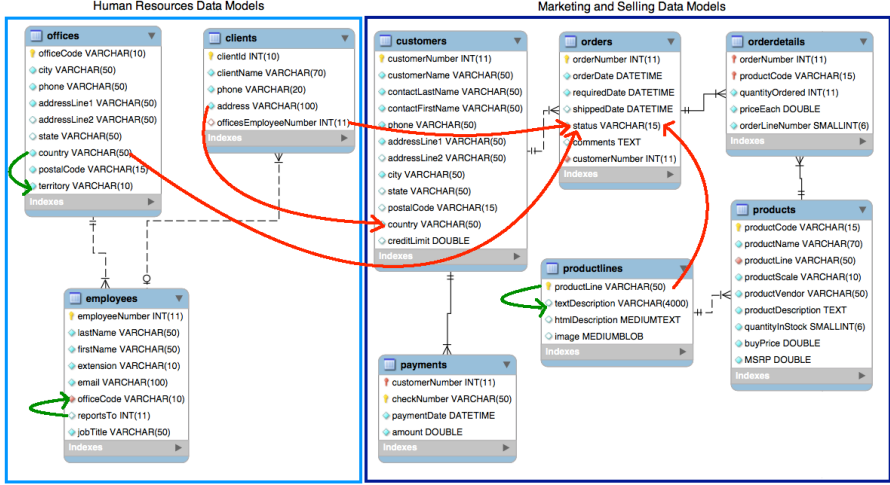 Human Resources Data Models
Marketing and Selling Data Models
offices
officeCode VARCHAR(10)
city VARCHAR(50)
phone VARCHAR(50)
addressLine1 VARCHAR(50)
addressLine2 VARCHAR(50)
state VARCHAR(50)
country VARCHAR(50)
postalCode VARCHAR(15)
territory VARCHAR(10)
Indexes
clients
clientId INT(10)
clientName VARCHAR(70)
phone VARCHAR(20)
address VARCHAR(100)
officesEmployeeNumber INT(11)
Indexes
employees
employeeNumber INT(11)
lastName VARCHAR(50)
firstName VARCHAR(50)
extension VARCHAR(10)
email VARCHAR(100)
officeCode VARCHAR(10)
reportsTo INT(11)
jobTitle VARCHAR(50)
Indexes
customers
customerNumber INT(11)
customerName VARCHAR(50)
contactLastName VARCHAR(50)
contactFirstName VARCHAR(50)
phone VARCHAR(50)
addressLine1 VARCHAR(50)
addressLine2 VARCHAR(50)
city VARCHAR(50)
state VARCHAR(50)
postalCode VARCHAR(15)
country VARCHAR(50)
creditLimit DOUBLE
Indexes
orders
orderNumber INT(11)
orderDate DATETIME
requiredDate DATETIME
shippedDate DATETIME
status VARCHAR(15)
comments TEXT
customerNumber INT(11)
Indexes
orderdetails
orderNumber INT(11)
productCode VARCHAR(15)
quantityOrdered INT(11)
priceEach DOUBLE
orderLineNumber SMALLINT(6)
Indexes
products
productCode VARCHAR(15)
productName VARCHAR(70)
productLine VARCHAR(50)
productScale VARCHAR(10)
productVendor VARCHAR(50)
productDescription TEXT
quantityInStock SMALLINT(6)
buyPrice DOUBLE
MSRP DOUBLE
Indexes
productlines
productLine VARCHAR(50)
textDescription VARCHAR(4000)
htmlDescription MEDIUMTEXT
image MEDIUMBLOB
Indexes
payments
customerNumber INT(11)
checkNumber VARCHAR(50)
paymentDate DATETIME
amount DOUBLE
Indexes